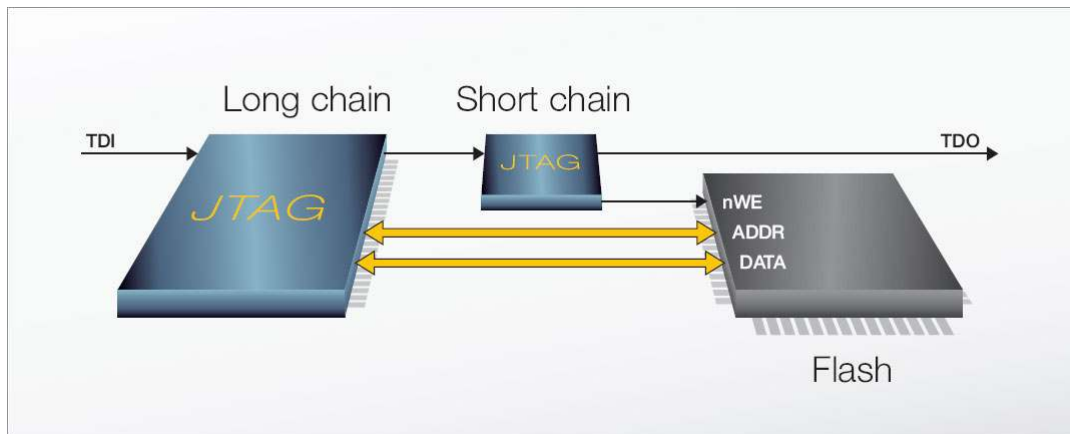 Long chain
Short chain
TDI
TDO
JTAG
JTAG
nWE
ADDR
DATA
Flash